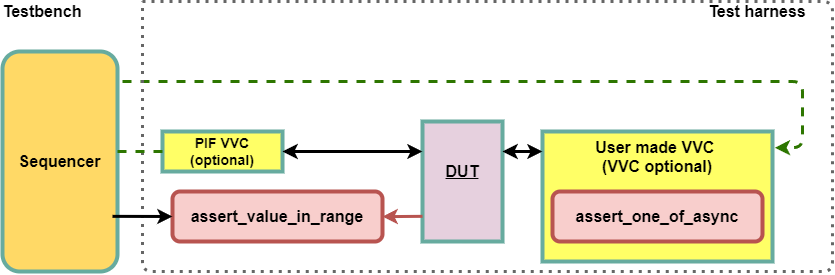 Testbench
Test harness
Sequencer
PIF VVC
(optional)
DUT
User made VVC
(VVC optional)
assert_value_in_range
assert_one_of_async